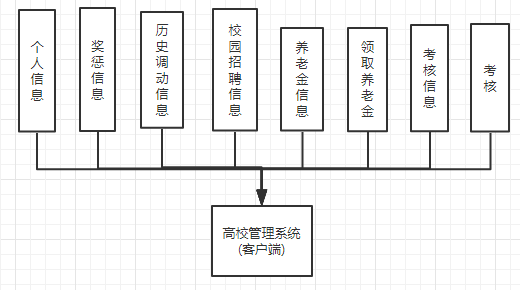 个人信息
奖惩信息
历史调动信息
校园招聘信息
养老金信息
领取养老金
考核信息
考核
高校管理系统
(客户端)